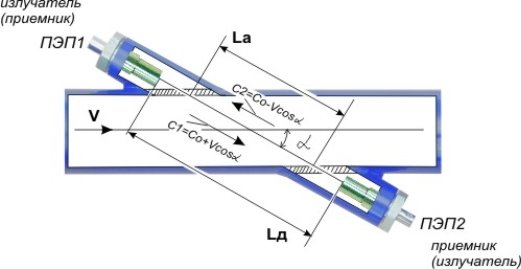 излучатель
(приемник)
ПЭП1
La
C2=Co-Vcosα
V
C1=Co+Vcosα
α
Lд
ПЭП2
приемник
(излучатель)